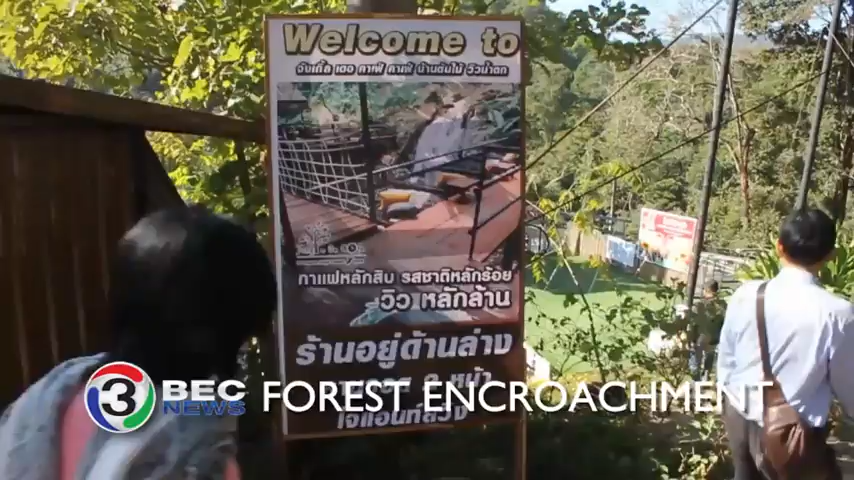 Welcome to
จังเกิ้ล เดอ คาเฟ่ คาเฟ่ บ้านต้นไม้ วิวน้ำตก
กาแฟหลักสิบ รสชาติหลักร้อย
วิว หลักล้าน
ร้านอยู่ด้านล่าง
3 BEC NEWS FOREST ENCROACHMENT